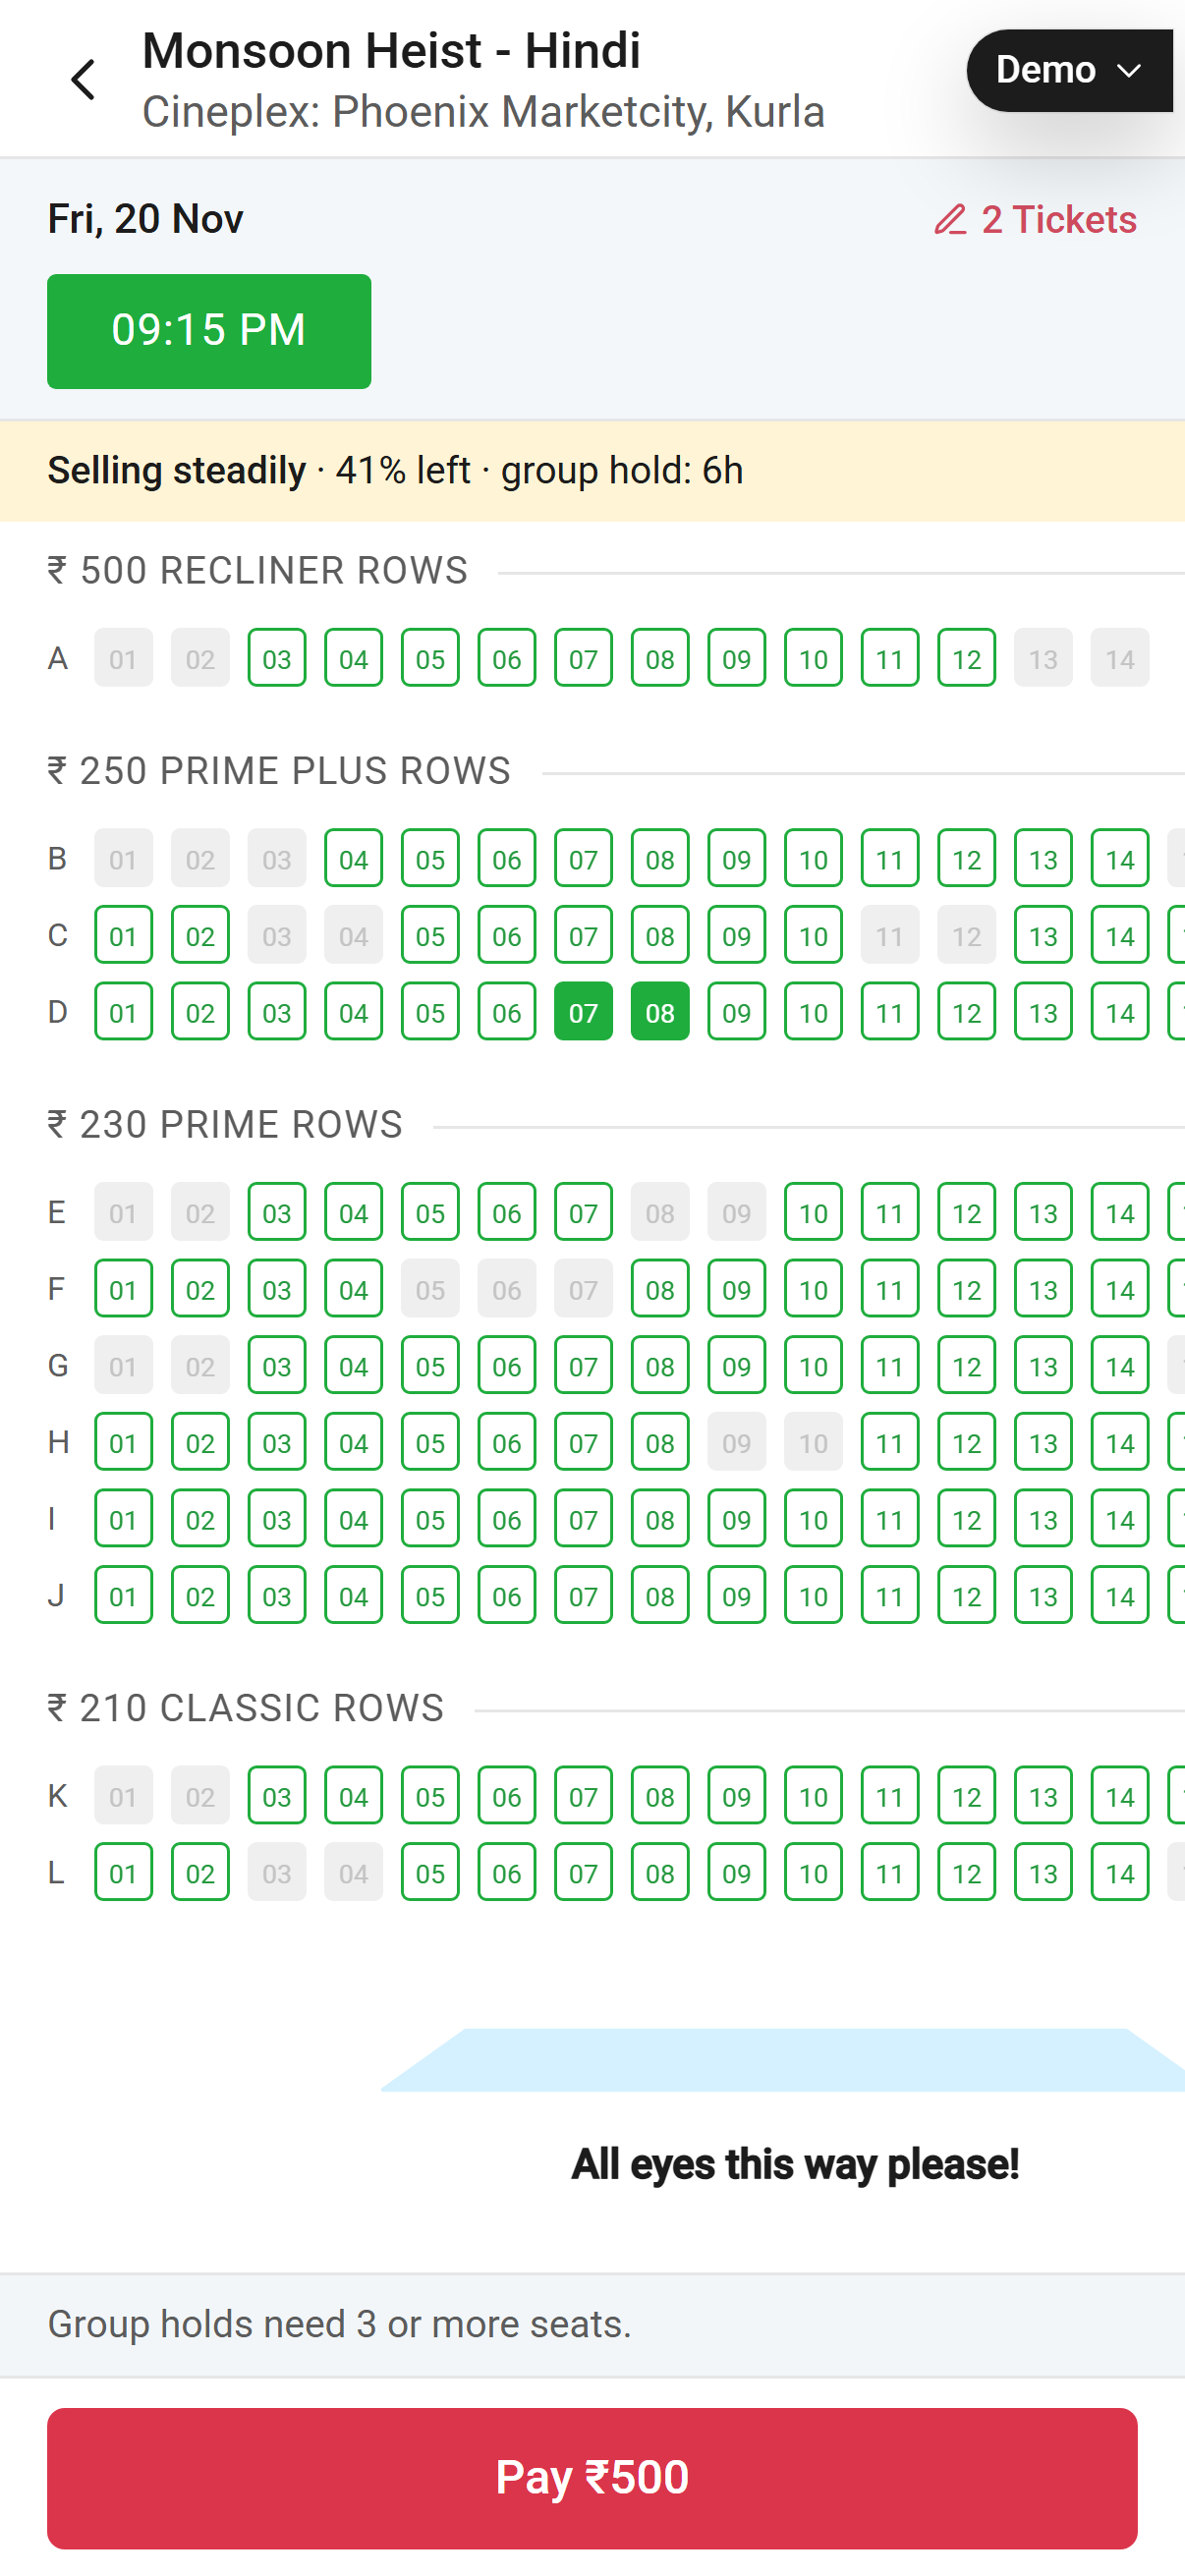 Monsoon Heist - Hindi
Cineplex: Phoenix Marketcity, Kurla
Demo
Fri, 20 Nov
2 Tickets
09:15 PM
Selling steadily · 41% left · group hold: 6h
₹ 500 RECLINER ROWS
A 01 02 03 04 05 06 07 08 09 10 11 12 13 14
₹ 250 PRIME PLUS ROWS
B 01 02 03 04 05 06 07 08 09 10 11 12 13 14
C 01 02 03 04 05 06 07 08 09 10 11 12 13 14
D 01 02 03 04 05 06 07 08 09 10 11 12 13 14
₹ 230 PRIME ROWS
E 01 02 03 04 05 06 07 08 09 10 11 12 13 14
F 01 02 03 04 05 06 07 08 09 10 11 12 13 14
G 01 02 03 04 05 06 07 08 09 10 11 12 13 14
H 01 02 03 04 05 06 07 08 09 10 11 12 13 14
I 01 02 03 04 05 06 07 08 09 10 11 12 13 14
J 01 02 03 04 05 06 07 08 09 10 11 12 13 14
₹ 210 CLASSIC ROWS
K 01 02 03 04 05 06 07 08 09 10 11 12 13 14
L 01 02 03 04 05 06 07 08 09 10 11 12 13 14
All eyes this way please!
Group holds need 3 or more seats.
Pay ₹500